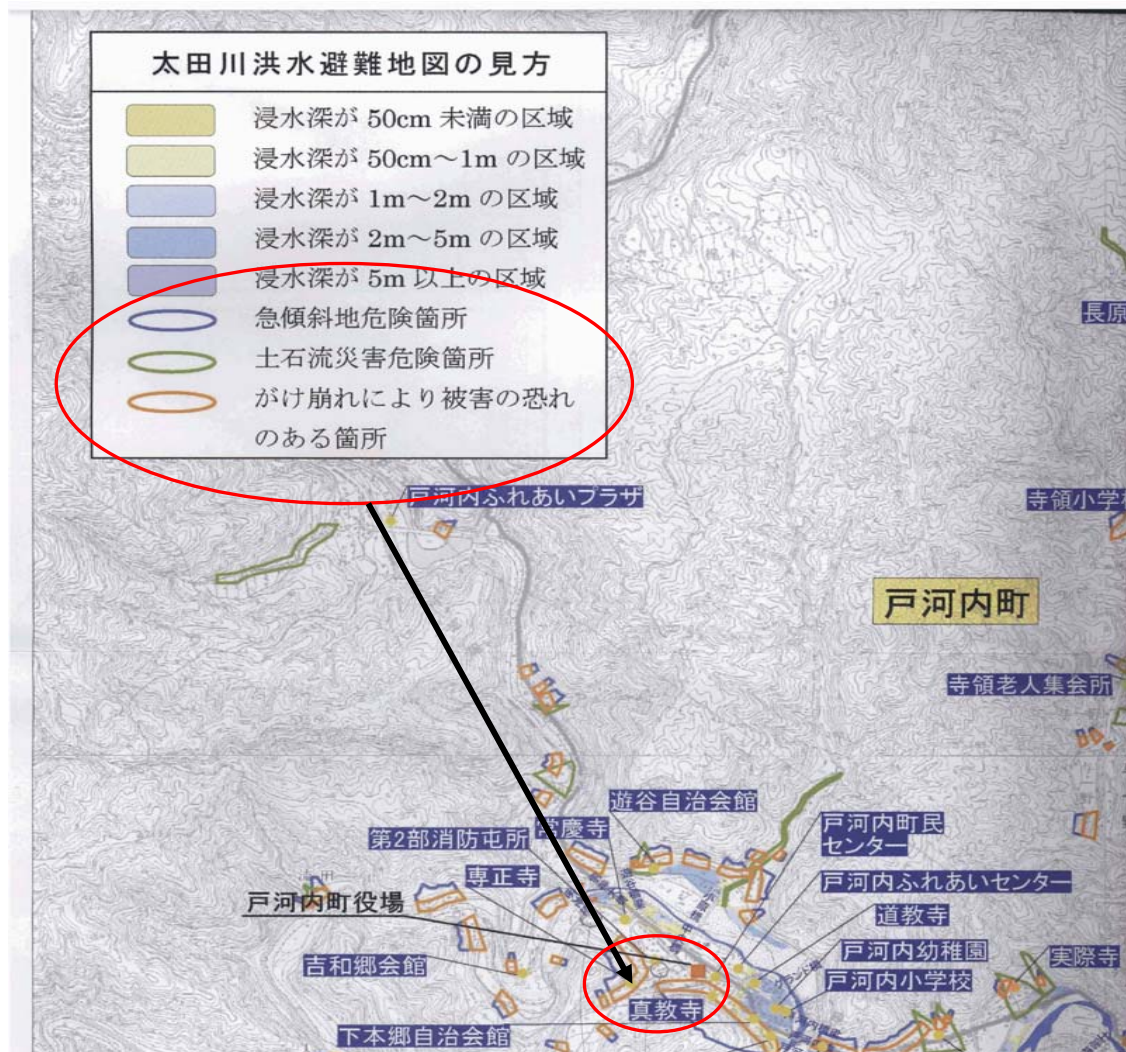 太田川洪水避難地図の見方
浸水深が 50cm 未満の区域
浸水深が 50cm～1m の区域
浸水深が 1m～2m の区域
浸水深が 2m～5m の区域
浸水深が 5m 以上の区域
急傾斜地危険箇所
土石流災害危険箇所
がけ崩れにより被害の恐れ
のある箇所
長原
戸河内ふれあいプラザ
寺領小学校
戸河内町
寺領老人集会所
遊谷自治会館
第2部消防屯所
慶寺
戸河内町民
センター
専正寺
戸河内ふれあいセンター
戸河内町役場
道教寺
吉和郷会館
戸河内幼稚園
実際寺
戸河内小学校
真教寺
下本郷自治会館